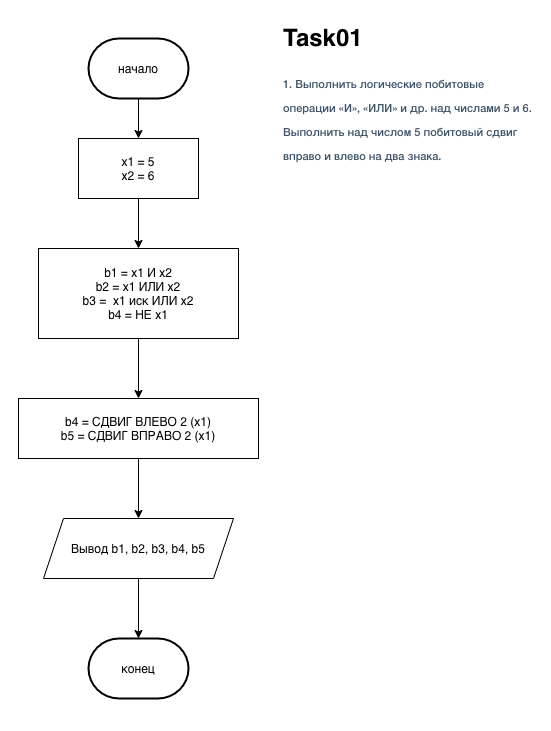 Task01
1. Выполнить логические побитовые
операции «И», «ИЛИ» и др. над числами 5 и 6.
Выполнить над числом 5 побитовый сдвиг
вправо и влево на два знака.
начало
x1 = 5
x2 = 6
b1 = x1 И x2
b2 = x1 ИЛИ x2
b3 =  x1 иск ИЛИ x2
b4 = НЕ x1
b4 = СДВИГ ВЛЕВО 2 (x1)
b5 = СДВИГ ВПРАВО 2 (x1)
Вывод b1, b2, b3, b4, b5
конец